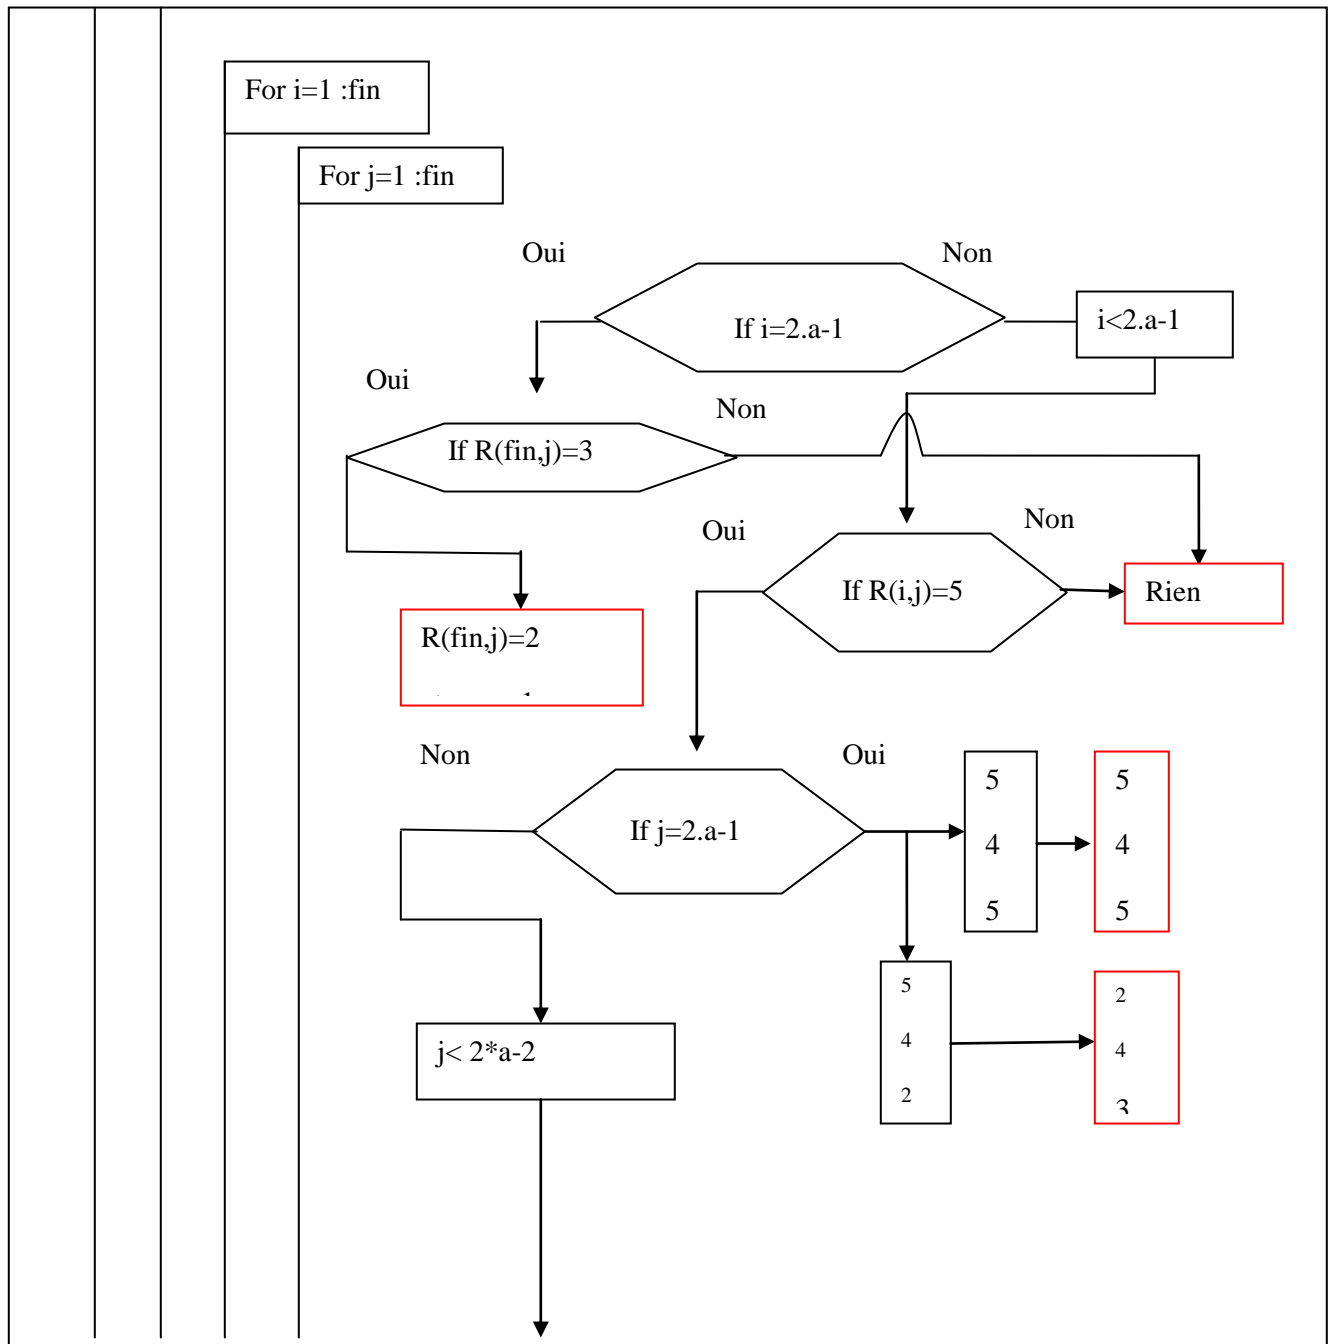 For i=1 :fin
For j=1 :fin
Oui
Non
If i=2.a-1
i<2.a-1
Oui
Non
If R(fin,j)=3
Oui
Non
If R(i,j)=5
Rien
R(fin,j)=2
Non
Oui
If j=2.a-1
5
4
5
5
4
5
5
4
2
2
4
3
j< 2*a-2